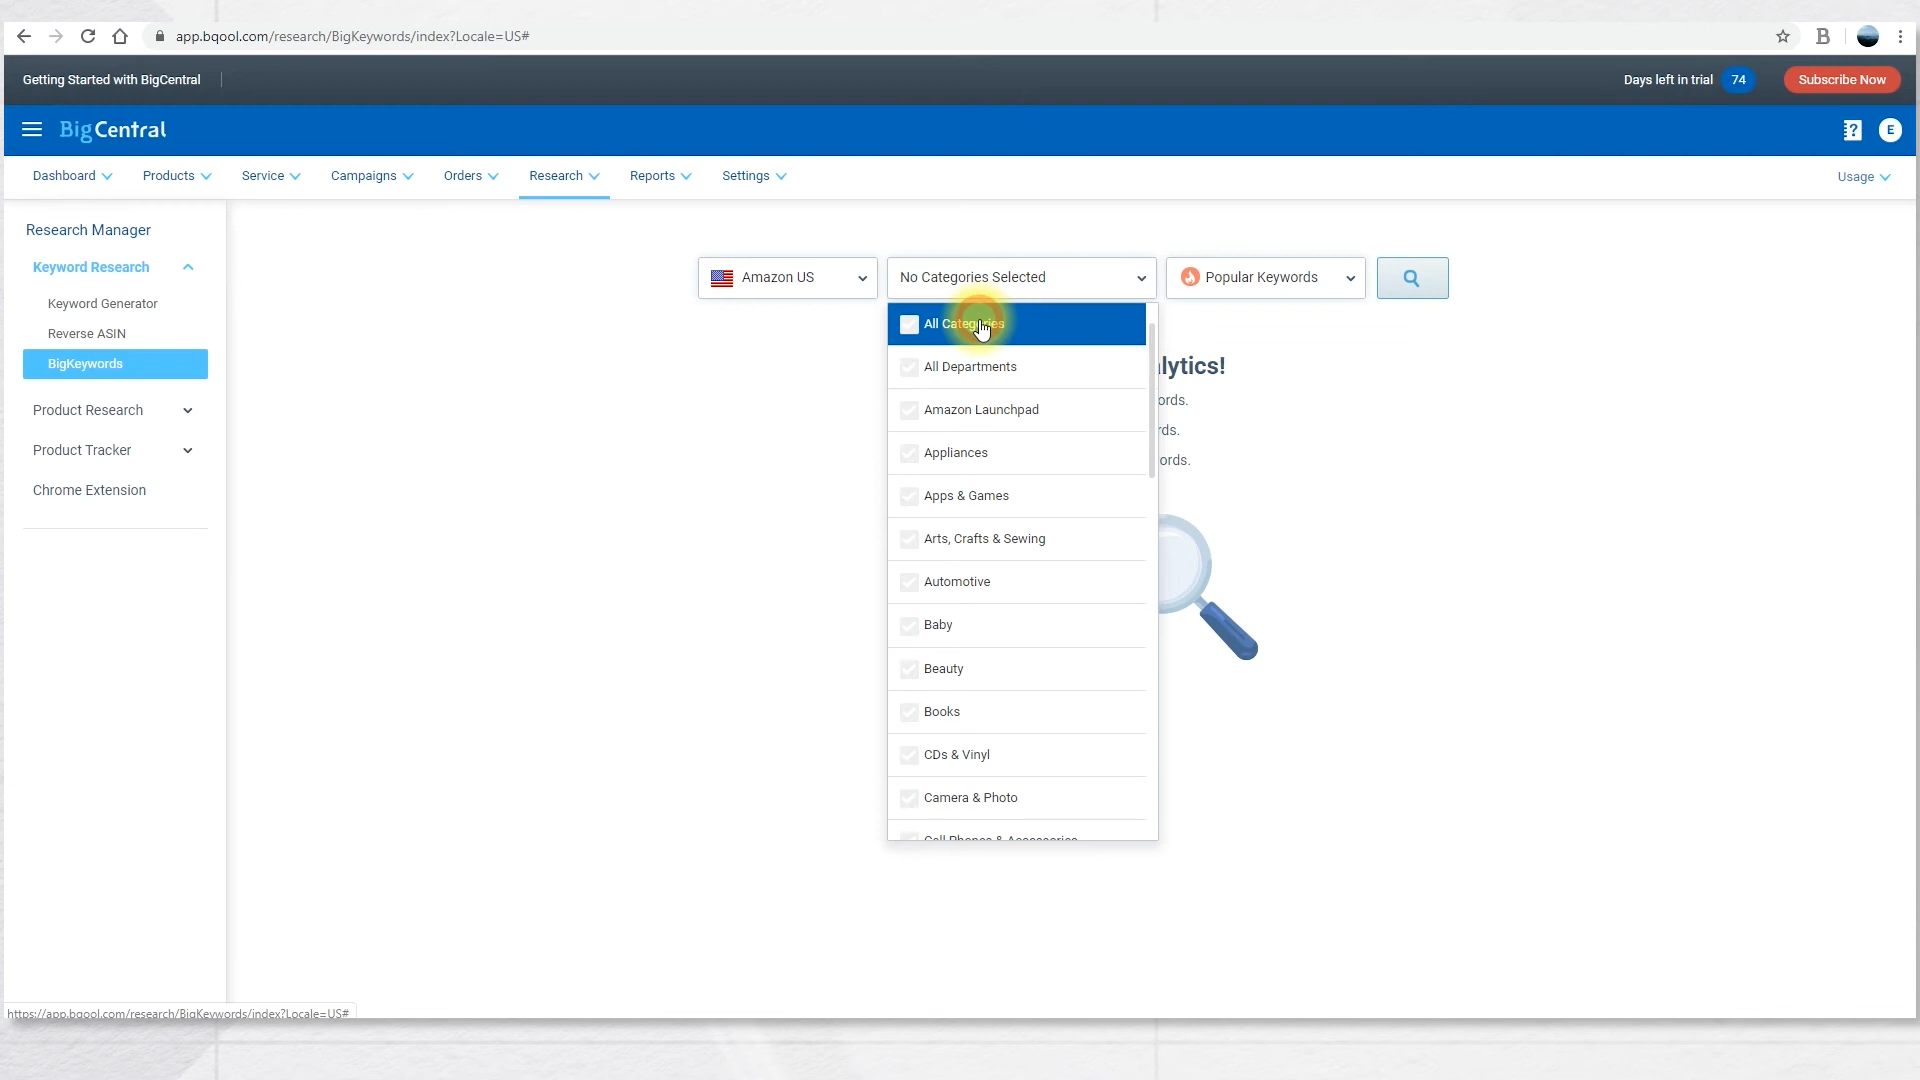 app.bqool.com/research/BigKeywords/index?Locale=US#
Getting Started with BigCentral
Days left in trial 74 Subscribe Now
BigCentral
E
Dashboard Products Service Campaigns Orders Research Reports Settings Usage
Research Manager
Keyword Research
Keyword Generator
Reverse ASIN
BigKeywords
Product Research
Product Tracker
Chrome Extension
Amazon US No Categories Selected Popular Keywords
All Categories
All Departments
Amazon Launchpad
Appliances
Apps & Games
Arts, Crafts & Sewing
Automotive
Baby
Beauty
Books
CDs & Vinyl
Camera & Photo
Cell Phones & Accessories
lytics!
ords.
rds.
ords.
https://app.bqool.com/research/BigKeywords/index?Locale=US#